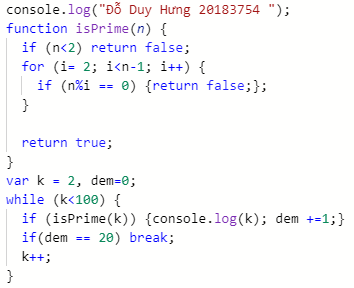 console.log("Đỗ Duy Hưng 20183754 ");
function isPrime(n) {
  if (n<2) return false;
  for (i= 2; i<n-1; i++) {
    if (n%i == 0) {return false;};
  }

  return true;
}
var k = 2, dem=0;
while (k<100) {
  if (isPrime(k)) {console.log(k); dem +=1;}
  if(dem == 20) break;
  k++;
}